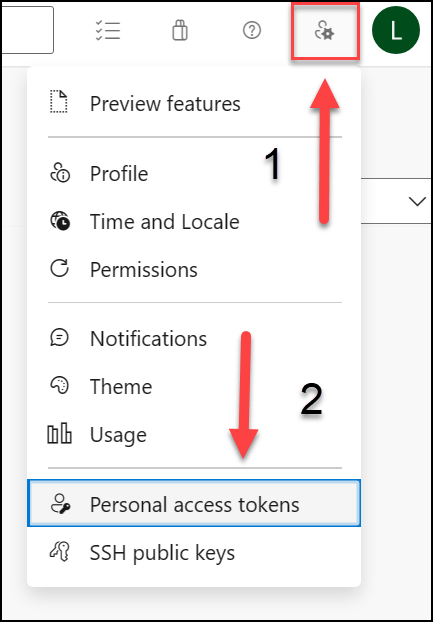 L
Preview features
1
Profile
Time and Locale
Permissions
Notifications
Theme
2
Usage
Personal access tokens
SSH public keys